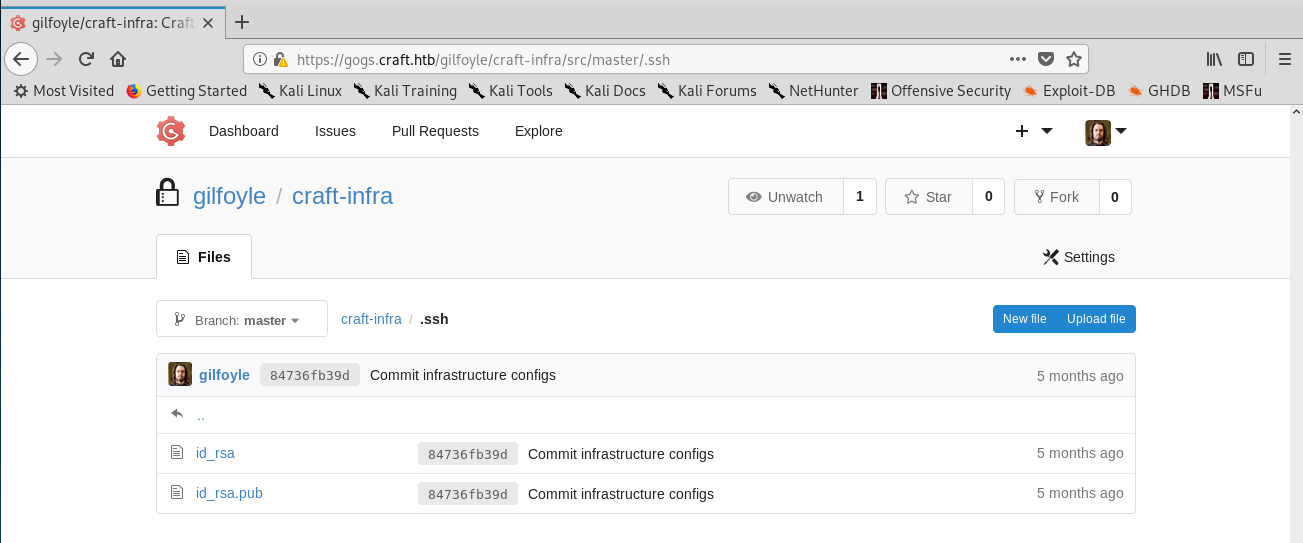 gilfoyle/craft-infra: Craft
https://gogs.craft.htb/gilfoyle/craft-infra/src/master/.ssh
Most Visited Getting Started Kali Linux Kali Training Kali Tools Kali Docs Kali Forums NetHunter Offensive Security Exploit-DB GHDB MSFu
Dashboard Issues Pull Requests Explore
gilfoyle / craft-infra Unwatch 1 Star 0 Fork 0
Files Settings
Branch: master craft-infra / .ssh New file Upload file
gilfoyle 84736fb39d Commit infrastructure configs 5 months ago
..
id_rsa 84736fb39d Commit infrastructure configs 5 months ago
id_rsa.pub 84736fb39d Commit infrastructure configs 5 months ago